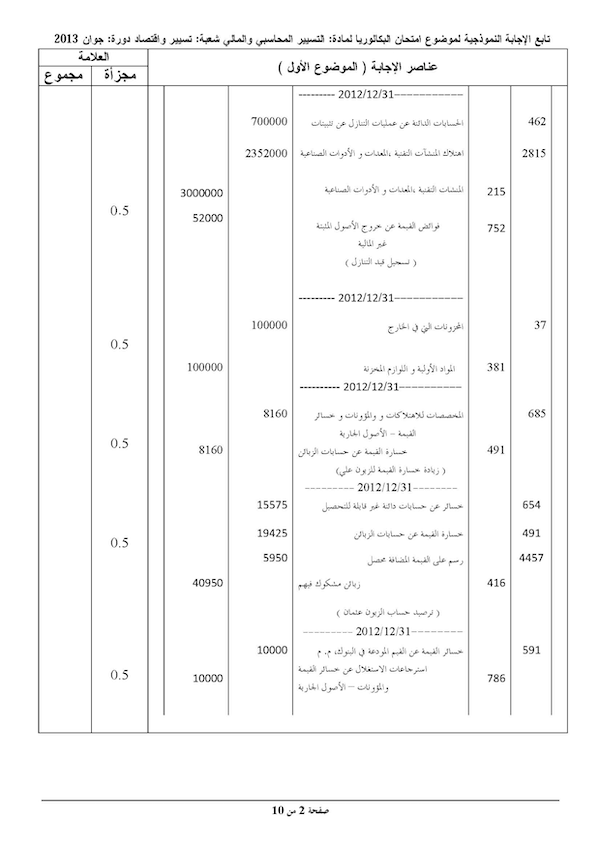 تابع الإجابة النموذجية لموضوع امتحان البكالوريا لمادة: التسيير المحاسبي والمالي شعبة: تسيير واقتصاد دورة: جوان 2013
العلامة
عناصر الإجابة ( الموضوع الأول )
مجزأة مجموع
--------- 2012/12/31-----------
462 الحسابات الدائنة عن عمليات التنازل عن تثبيتات 700000
2815 اهتلاك المنشآت التقنية ،المعدات و الأدوات الصناعية 2352000
215 المنشات التقنية ،المعدات و الأدوات الصناعية 3000000
0.5
752 فوائض القيمة عن خروج الأصول المثبتة 52000
غير المالية
( تسجيل قيد التنازل )
--------- 2012/12/31-----------
37 المخزونات التي في الخارج 100000
0.5
381 المواد الأولية و اللوازم المخزنة 100000
---------- 2012/12/31----------
685 المخصصات للاهتلاكات و والمؤونات و خسائر 8160
القيمة – الأصول الجارية
0.5
491 خسارة القيمة عن حسابات الزبائن 8160
( زيادة خسارة القيمة للزبون علي)
--------- 2012/12/31--------
654 خسائر عن حسابات دائنة غير قابلة للتحصيل 15575
491 خسارة القيمة عن حسابات الزبائن 19425
0.5
4457 رسم على القيمة المضافة محصل 5950
416 زبائن مشكوك فيهم 40950
( ترصيد حساب الزبون عثمان )
--------- 2012/12/31---------
591 خسائر القيمة عن القيم المودعة في البنوك، م. م 10000
786 استرجاعات الاستغلال عن خسائر القيمة 10000
0.5
والمؤونات – الأصول الجارية
صفحة 2 من 10